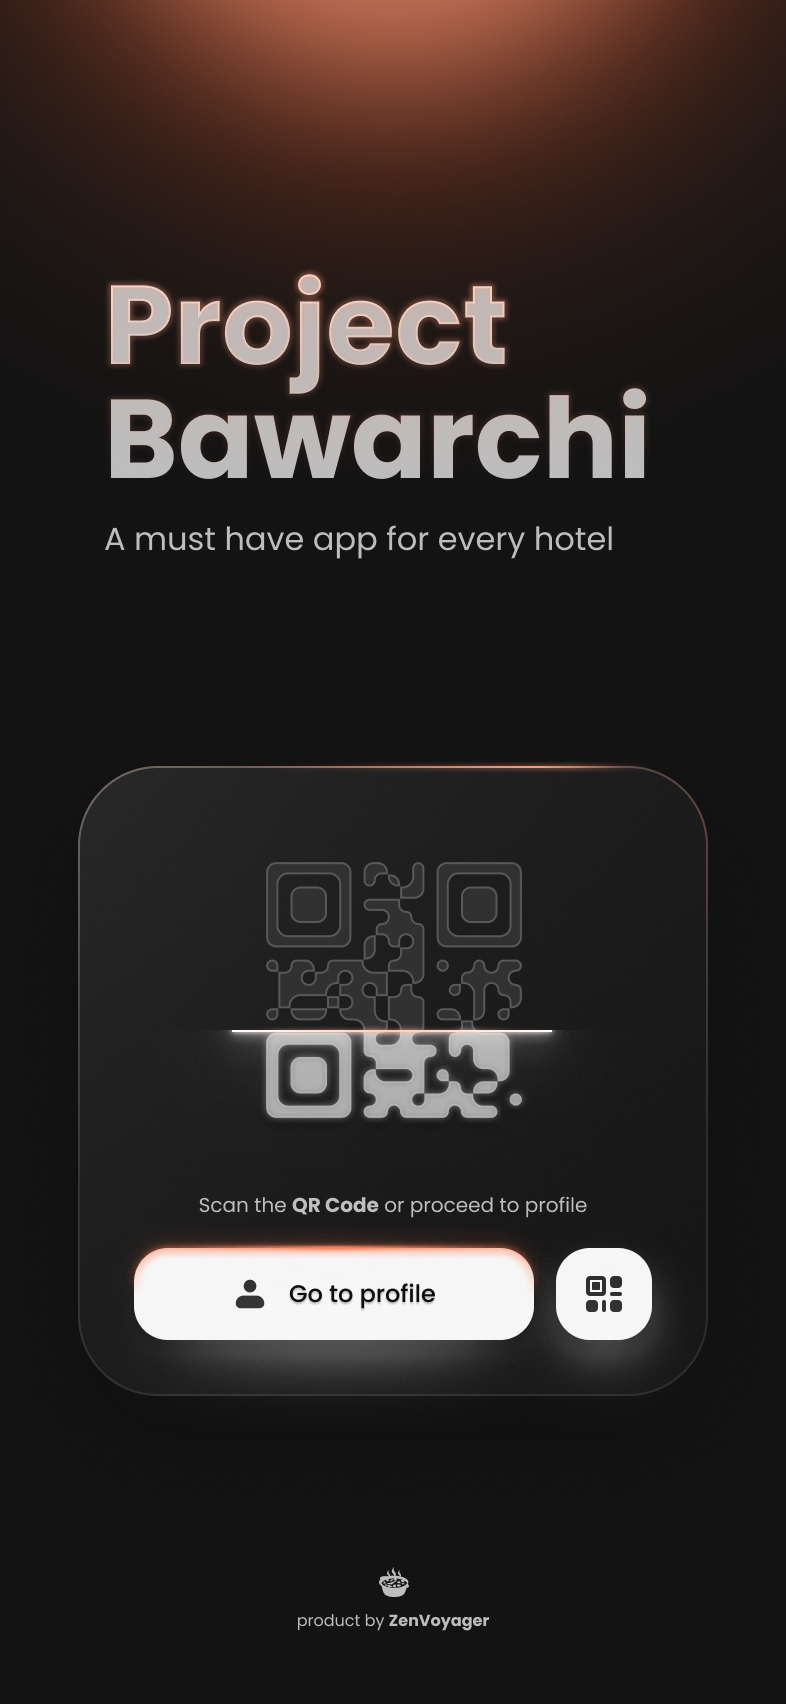 Project
Bawarchi
A must have app for every hotel
Scan the QR Code or proceed to profile
Go to profile
product by ZenVoyager